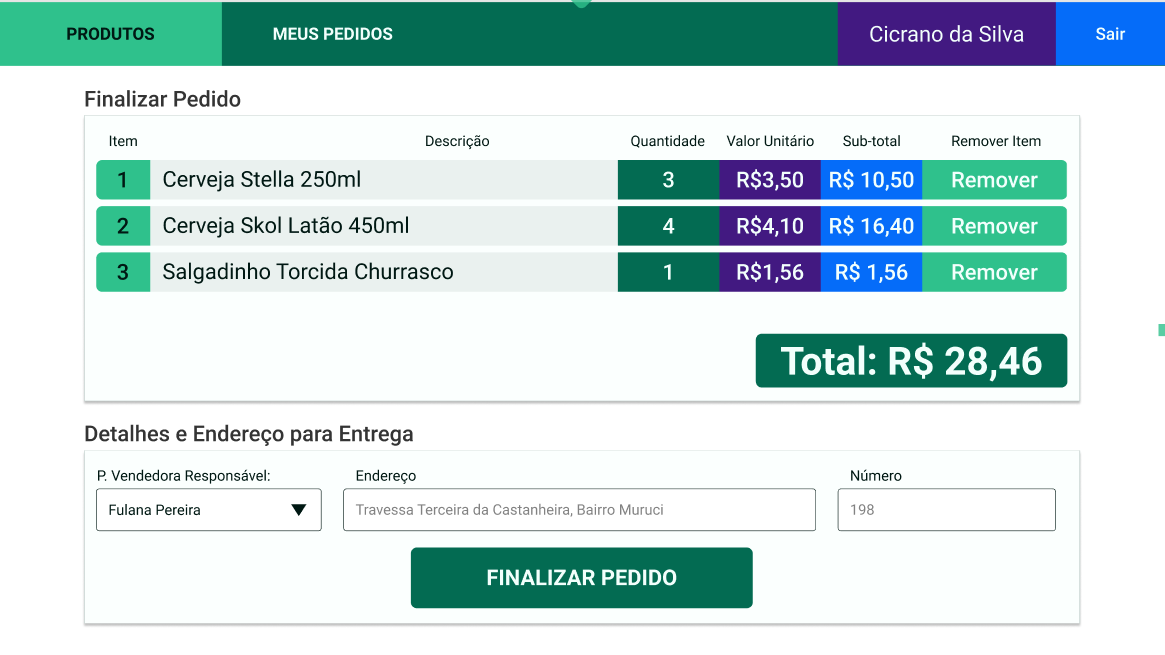 PRODUTOS MEUS PEDIDOS Cicrano da Silva Sair
Finalizar Pedido
Item Descrição Quantidade Valor Unitário Sub-total Remover Item
1 Cerveja Stella 250ml 3 R$3,50 R$ 10,50 Remover
2 Cerveja Skol Latão 450ml 4 R$4,10 R$ 16,40 Remover
3 Salgadinho Torcida Churrasco 1 R$1,56 R$ 1,56 Remover
Total: R$ 28,46
Detalhes e Endereço para Entrega
P. Vendedora Responsável: Endereço Número
Fulana Pereira Travessa Terceira da Castanheira, Bairro Muruci 198
FINALIZAR PEDIDO